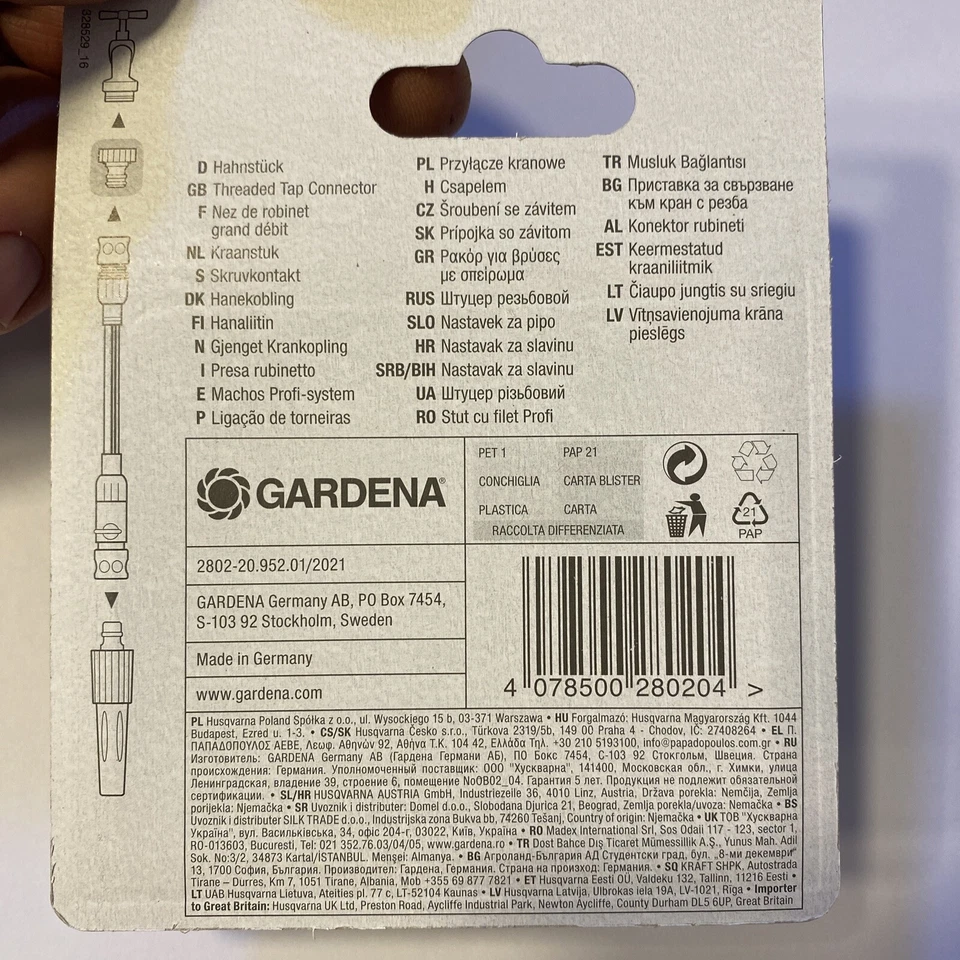 328629_16
D Hahnstück
GB Threaded Tap Connector
F Nez de robinet
grand débit
NL Kraanstuk
S Skruvkontakt
DK Hanekobling
FI Hanaliitin
N Gjenget Krankopling
I Presa rubinetto
E Machos Profi-system
P Ligação de torneiras
PL Przyłącze kranowe
H Csapelem
CZ Šroubení se závitem
SK Prípojka so závitom
GR Ρακόρ για βρύσες
με σπείρωμα
RUS Штуцер резьбовой
SLO Nastavek za pipo
HR Nastavak za slavinu
SRB/BIH Nastavak za slavinu
UA Штуцер різьбовий
RO Stut cu filet Profi
TR Musluk Bağlantısı
BG Приставка за свързване
към кран с резба
AL Konektor rubineti
EST Keermestatud
kraaniliitmik
LT Čiaupo jungtis su sriegiu
LV Vītņsavienojuma krāna
pieslēgs
GARDENA®
PET 1 PAP 21
CONCHIGLIA CARTA BLISTER
PLASTICA CARTA
RACCOLTA DIFFERENZIATA
21
PAP
2802-20.952.01/2021
GARDENA Germany AB, PO Box 7454,
S-103 92 Stockholm, Sweden
Made in Germany
www.gardena.com
4 078500 280204 >
PL Husqvarna Poland Spółka z o.o., ul. Wysockiego 15 b, 03-371 Warszawa • HU Forgalmazó: Husqvarna Magyarország Kft. 1044
Budapest, Ezred u. 1-3. • CS/SK Husqvarna Česko s.r.o., Türkova 2319/5b, 149 00 Praha 4 - Chodov, IČ: 27408264 • EL Π.
ΠΑΠΑΔΟΠΟΥΛΟΣ ΑΕΒΕ, Λεωφ. Αθηνών 92, Αθήνα Τ.Κ. 104 42, Ελλάδα Τηλ. +30 210 5193100, info@papadopoulos.com.gr • RU
Изготовитель: GARDENA Germany AB (Гардена Германи АБ), ПО Бокс 7454, С-103 92 Стокгольм, Швеция. Страна
происхождения: Германия. Уполномоченный поставщик: ООО "Хускварна", 141400, Московская обл., г. Химки, улица
Ленинградская, владение 39, строение 6, помещение №OB02_04. Гарантия 5 лет. Продукция не подлежит обязательной
сертификации. • SL/HR HUSQVARNA AUSTRIA GmbH, Industriezeile 36, 4010 Linz, Austria, Država porekla: Nemčija, Zemlja
porijekla: Njemačka • SR Uvoznik i distributer: Domel d.o.o., Slobodana Djurica 21, Beograd, Zemlja porekla/uvoza: Nemačka • BS
Uvoznik i distributer SILK TRADE d.o.o., Industrijska zona Bukva bb, 74260 Tešanj, Country of origin: Njemačka • UK ТОВ "Хускварна
Україна", вул. Васильківська, 34, офіс 204-г, 03022, Київ, Україна • RO Madex International Srl, Sos Odaii 117 - 123, sector 1,
RO-013603, Bucuresti, Tel: 021 352.76.03/04/05, www.gardena.ro • TR Dost Bahce Dış Ticaret Mümessillik A.Ş., Yunus Mah. Adil
Sok. No:3/2, 34873 Kartal/İSTANBUL. Menşei: Almanya. • BG Агроланд-България АД Студентски град, бул. „8-ми декември"
13, 1700 София, България. Производител: Гардена, Германия. Страна на произход: Германия. • SQ KRAFT SHPK, Autostrada
Tirane – Durres, Km 7, 1051 Tirane, Albania, Mob +355 69 877 7821 • ET Husqvarna Eesti OÜ, Valdeku 132, Tallinn, 11216 Eesti •
LT UAB Husqvarna Lietuva, Ateities pl. 77 c, LT-52104 Kaunas • LV Husqvarna Latvija, Ulbrokas iela 19A, LV-1021, Rīga • Importer
to Great Britain: Husqvarna UK Ltd, Preston Road, Aycliffe Industrial Park, Newton Aycliffe, County Durham DL5 6UP, Great Britain